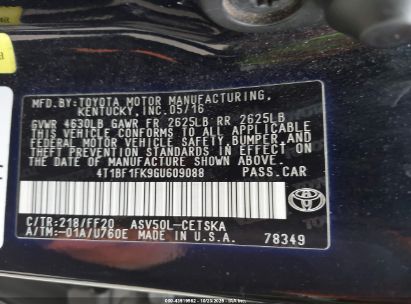 MFD.BY:TOYOTA MOTOR MANUFACTURING,
KENTUCKY, INC.05/16
GVWR 4630LB GAWR FR 2625LB RR 2625LB
THIS VEHICLE CONFORMS TO ALL APPLICABLE
FEDERAL MOTOR VEHICLE SAFETY,BUMPER,AND
THEFT PREVENTION STANDARDS IN EFFECT ON
THE DATE OF MANUFACTURE SHOWN ABOVE.
4T1BF1FK9GU609088 PASS.CAR
C/TR:218/FF20 ASV50L-CETSKA
A/TM:-01A/U760E MADE IN U.S.A. 78349